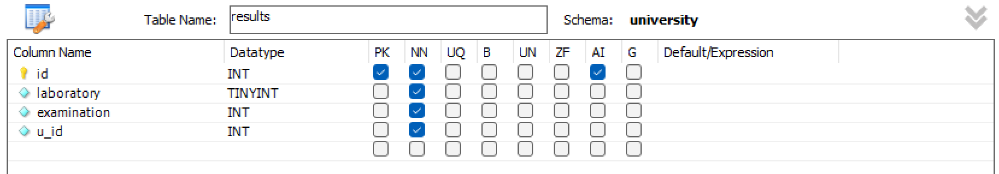 Table Name: results Schema: university
Column Name Datatype PK NN UQ B UN ZF AI G Default/Expression
id INT
laboratory TINYINT
examination INT
u_id INT